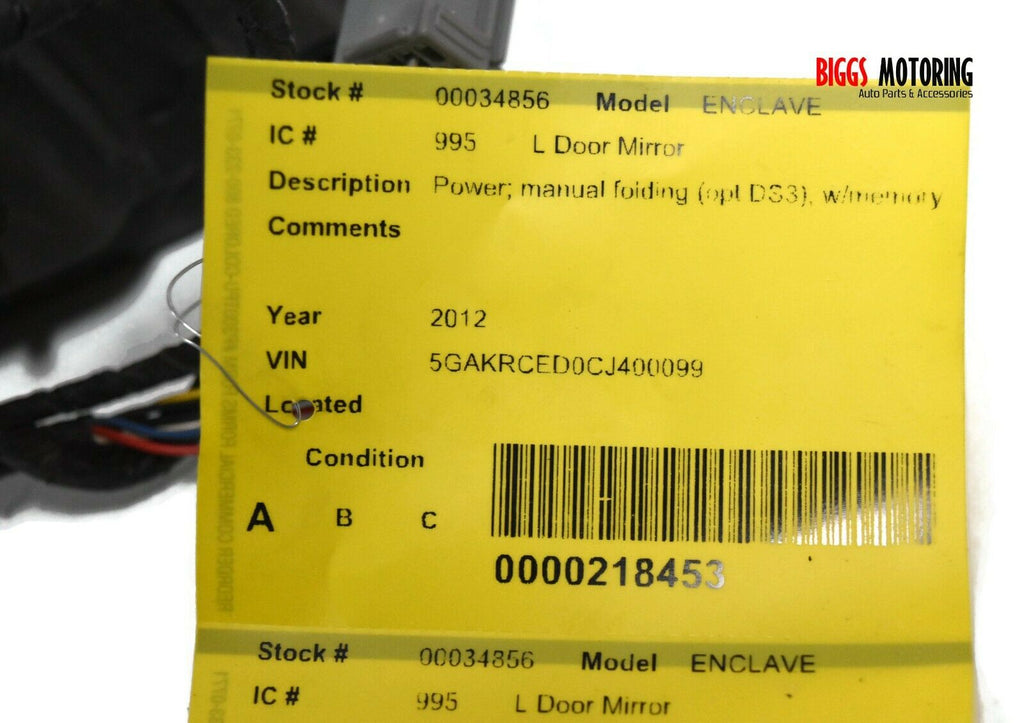 BIGGS MOTORING
Auto Parts & Accessories
Stock # 00034856 Model ENCLAVE
IC # 995 L Door Mirror
Description Power; manual folding (opt DS3), w/memory
Comments
Year 2012
VIN 5GAKRCED0CJ400099
Located
Condition
A B C
0000218453
Stock # 00034856 Model ENCLAVE
IC # 995 L Door Mirror